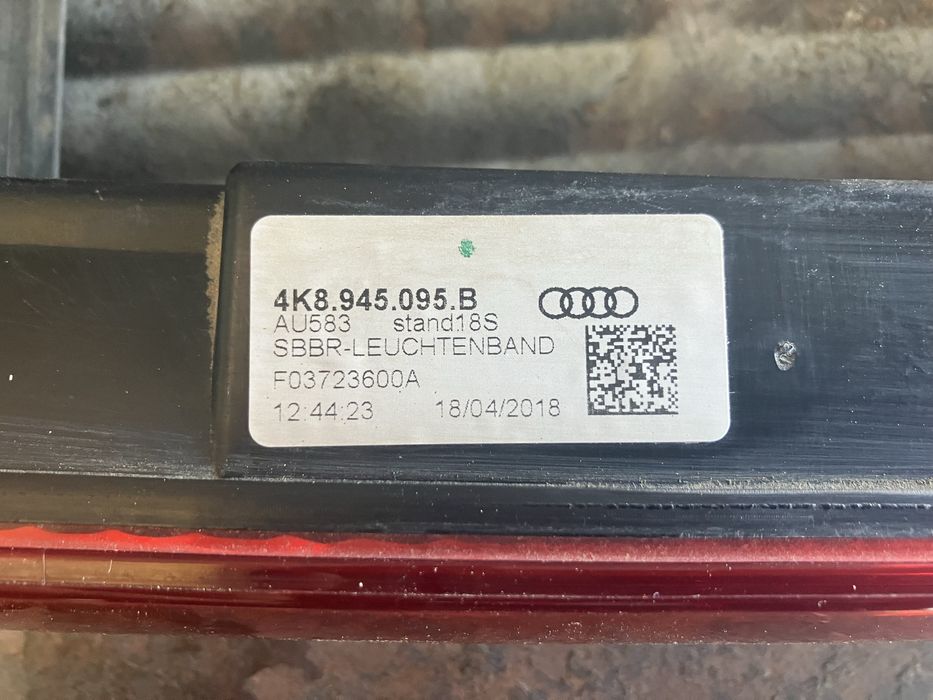 4K8.945.095.B
AU583 stand18S
SBBR-LEUCHTENBAND
F03723600A
12:44:23 18/04/2018